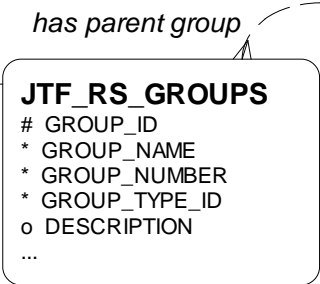 has parent group
JTF_RS_GROUPS
# GROUP_ID
* GROUP_NAME
* GROUP_NUMBER
* GROUP_TYPE_ID
o DESCRIPTION
...